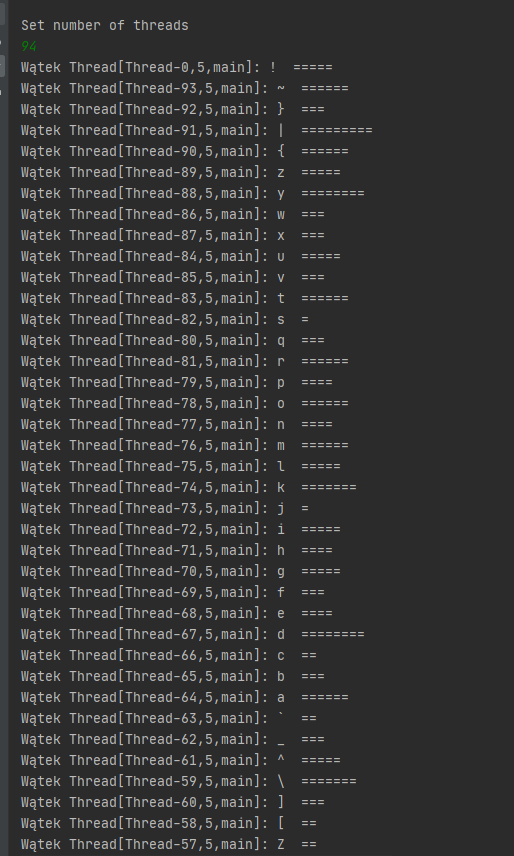 Set number of threads
94
Wątek Thread[Thread-0,5,main]: !  =====
Wątek Thread[Thread-93,5,main]: ~  ======
Wątek Thread[Thread-92,5,main]: }  ===
Wątek Thread[Thread-91,5,main]: |  =========
Wątek Thread[Thread-90,5,main]: {  ======
Wątek Thread[Thread-89,5,main]: z  =====
Wątek Thread[Thread-88,5,main]: y  ========
Wątek Thread[Thread-86,5,main]: w  ===
Wątek Thread[Thread-87,5,main]: x  ===
Wątek Thread[Thread-84,5,main]: u  =====
Wątek Thread[Thread-85,5,main]: v  ===
Wątek Thread[Thread-83,5,main]: t  ======
Wątek Thread[Thread-82,5,main]: s  =
Wątek Thread[Thread-80,5,main]: q  ===
Wątek Thread[Thread-81,5,main]: r  ======
Wątek Thread[Thread-79,5,main]: p  ====
Wątek Thread[Thread-78,5,main]: o  ======
Wątek Thread[Thread-77,5,main]: n  ====
Wątek Thread[Thread-76,5,main]: m  ======
Wątek Thread[Thread-75,5,main]: l  =====
Wątek Thread[Thread-74,5,main]: k  =======
Wątek Thread[Thread-73,5,main]: j  =
Wątek Thread[Thread-72,5,main]: i  =====
Wątek Thread[Thread-71,5,main]: h  ====
Wątek Thread[Thread-70,5,main]: g  =====
Wątek Thread[Thread-69,5,main]: f  ===
Wątek Thread[Thread-68,5,main]: e  ====
Wątek Thread[Thread-67,5,main]: d  ========
Wątek Thread[Thread-66,5,main]: c  ==
Wątek Thread[Thread-65,5,main]: b  ===
Wątek Thread[Thread-64,5,main]: a  ======
Wątek Thread[Thread-63,5,main]: `  ==
Wątek Thread[Thread-62,5,main]: _  ===
Wątek Thread[Thread-61,5,main]: ^  =====
Wątek Thread[Thread-59,5,main]: \  =======
Wątek Thread[Thread-60,5,main]: ]  ===
Wątek Thread[Thread-58,5,main]: [  ==
Wątek Thread[Thread-57,5,main]: Z  ==